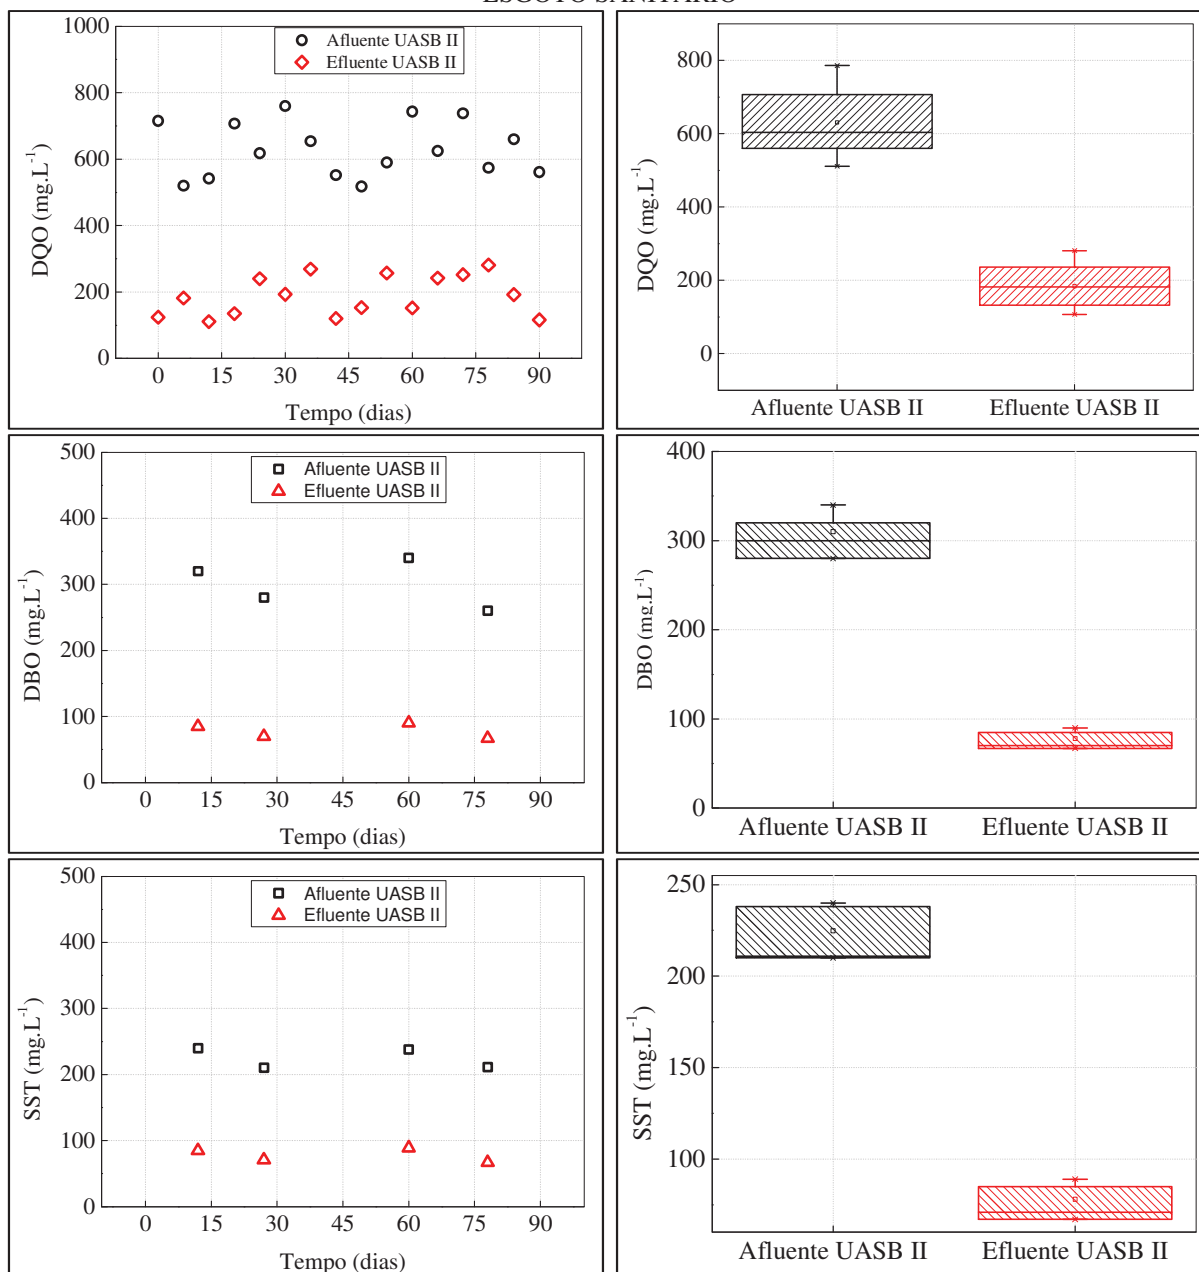 ESGOTO SANITÁRIO
1000
800
600
400
200
0
DQO (mg.L-1)
Afluente UASB II
Efluente UASB II
0 15 30 45 60 75 90
Tempo (dias)
800
600
400
200
0
DQO (mg.L-1)
Afluente UASB II Efluente UASB II
500
400
300
200
100
0
DBO (mg.L-1)
Afluente UASB II
Efluente UASB II
0 15 30 45 60 75 90
Tempo (dias)
400
300
200
100
0
DBO (mg.L-1)
Afluente UASB II Efluente UASB II
500
400
300
200
100
0
SST (mg.L-1)
Afluente UASB II
Efluente UASB II
0 15 30 45 60 75 90
Tempo (dias)
250
200
150
100
SST (mg.L-1)
Afluente UASB II Efluente UASB II